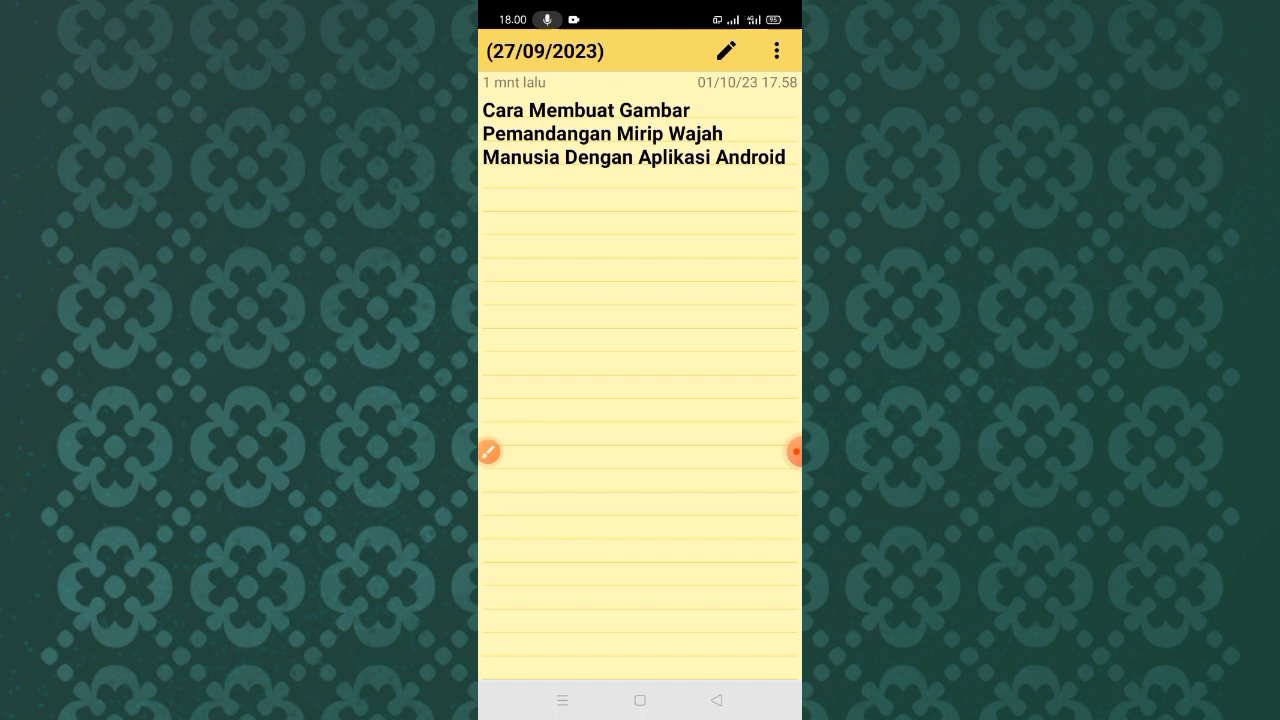 18.00 95
(27/09/2023)
1 mnt lalu 01/10/23 17.58
Cara Membuat Gambar
Pemandangan Mirip Wajah
Manusia Dengan Aplikasi Android